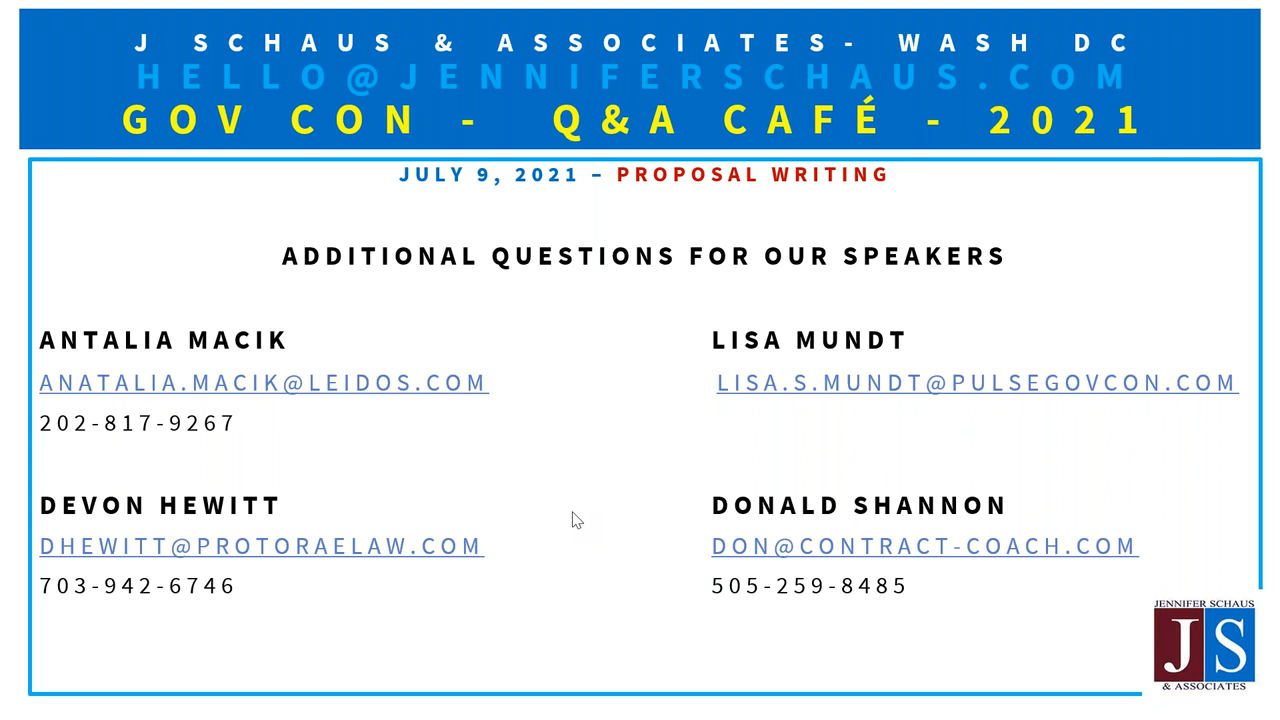 J SCHAUS & ASSOCIATES- WASH DC
HELLO@JENNIFERSCHAUS.COM
GOV CON - Q&A CAFÉ - 2021
JULY 9, 2021 – PROPOSAL WRITING
ADDITIONAL QUESTIONS FOR OUR SPEAKERS
ANTALIA MACIK
ANATALIA.MACIK@LEIDOS.COM
202-817-9267
LISA MUNDT
LISA.S.MUNDT@PULSEGOVCON.COM
DEVON HEWITT
DHEWITT@PROTORAELAW.COM
703-942-6746
DONALD SHANNON
DON@CONTRACT-COACH.COM
505-259-8485
JENNIFER SCHAUS
JS
& ASSOCIATES